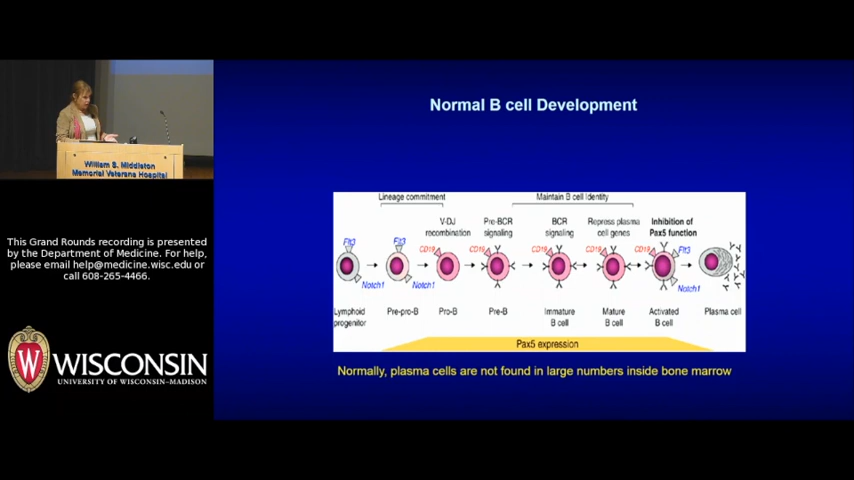 William S. Middleton
Memorial Veterans Hospital
This Grand Rounds recording is presented
by the Department of Medicine. For help,
please email help@medicine.wisc.edu or
call 608-265-4466.
W
WISCONSIN
UNIVERSITY OF WISCONSIN–MADISON
Normal B cell Development
Lineage commitment
Maintain B cell identity
V-DJ
recombination
Pre-BCR
signaling
BCR
signaling
Repress plasma
cell genes
Inhibition of
Pax5 function
Flt3
Flt3
CD19
CD19
CD19
CD19
CD19
Flt3
Notch1
Notch1
Notch1
Lymphoid
progenitor
Pre-pro-B
Pro-B
Pre-B
Immature
B cell
Mature
B cell
Activated
B cell
Plasma cell
Pax5 expression
Normally, plasma cells are not found in large numbers inside bone marrow